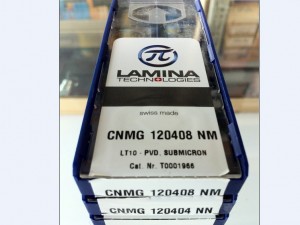 π
LAMINA
TECHNOLOGIES
swiss made
CNMG 120408 NM
LT10 - PVD, SUBMICRON
Cat. Nr. T0001966
CNMG 120408 NM
CNMG 120404 NN